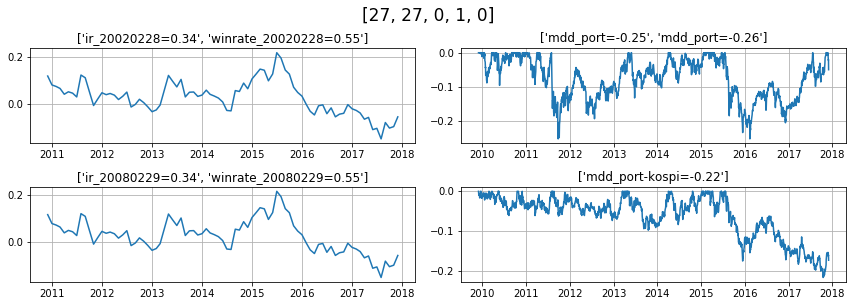 [27, 27, 0, 1, 0]
['ir_20020228=0.34', 'winrate_20020228=0.55']
0.2
0.0
2011 2012 2013 2014 2015 2016 2017 2018
['mdd_port=-0.25', 'mdd_port=-0.26']
0.0
−0.1
−0.2
2010 2011 2012 2013 2014 2015 2016 2017 2018
['ir_20080229=0.34', 'winrate_20080229=0.55']
0.2
0.0
2011 2012 2013 2014 2015 2016 2017 2018
['mdd_port-kospi=-0.22']
0.0
−0.1
−0.2
2010 2011 2012 2013 2014 2015 2016 2017 2018